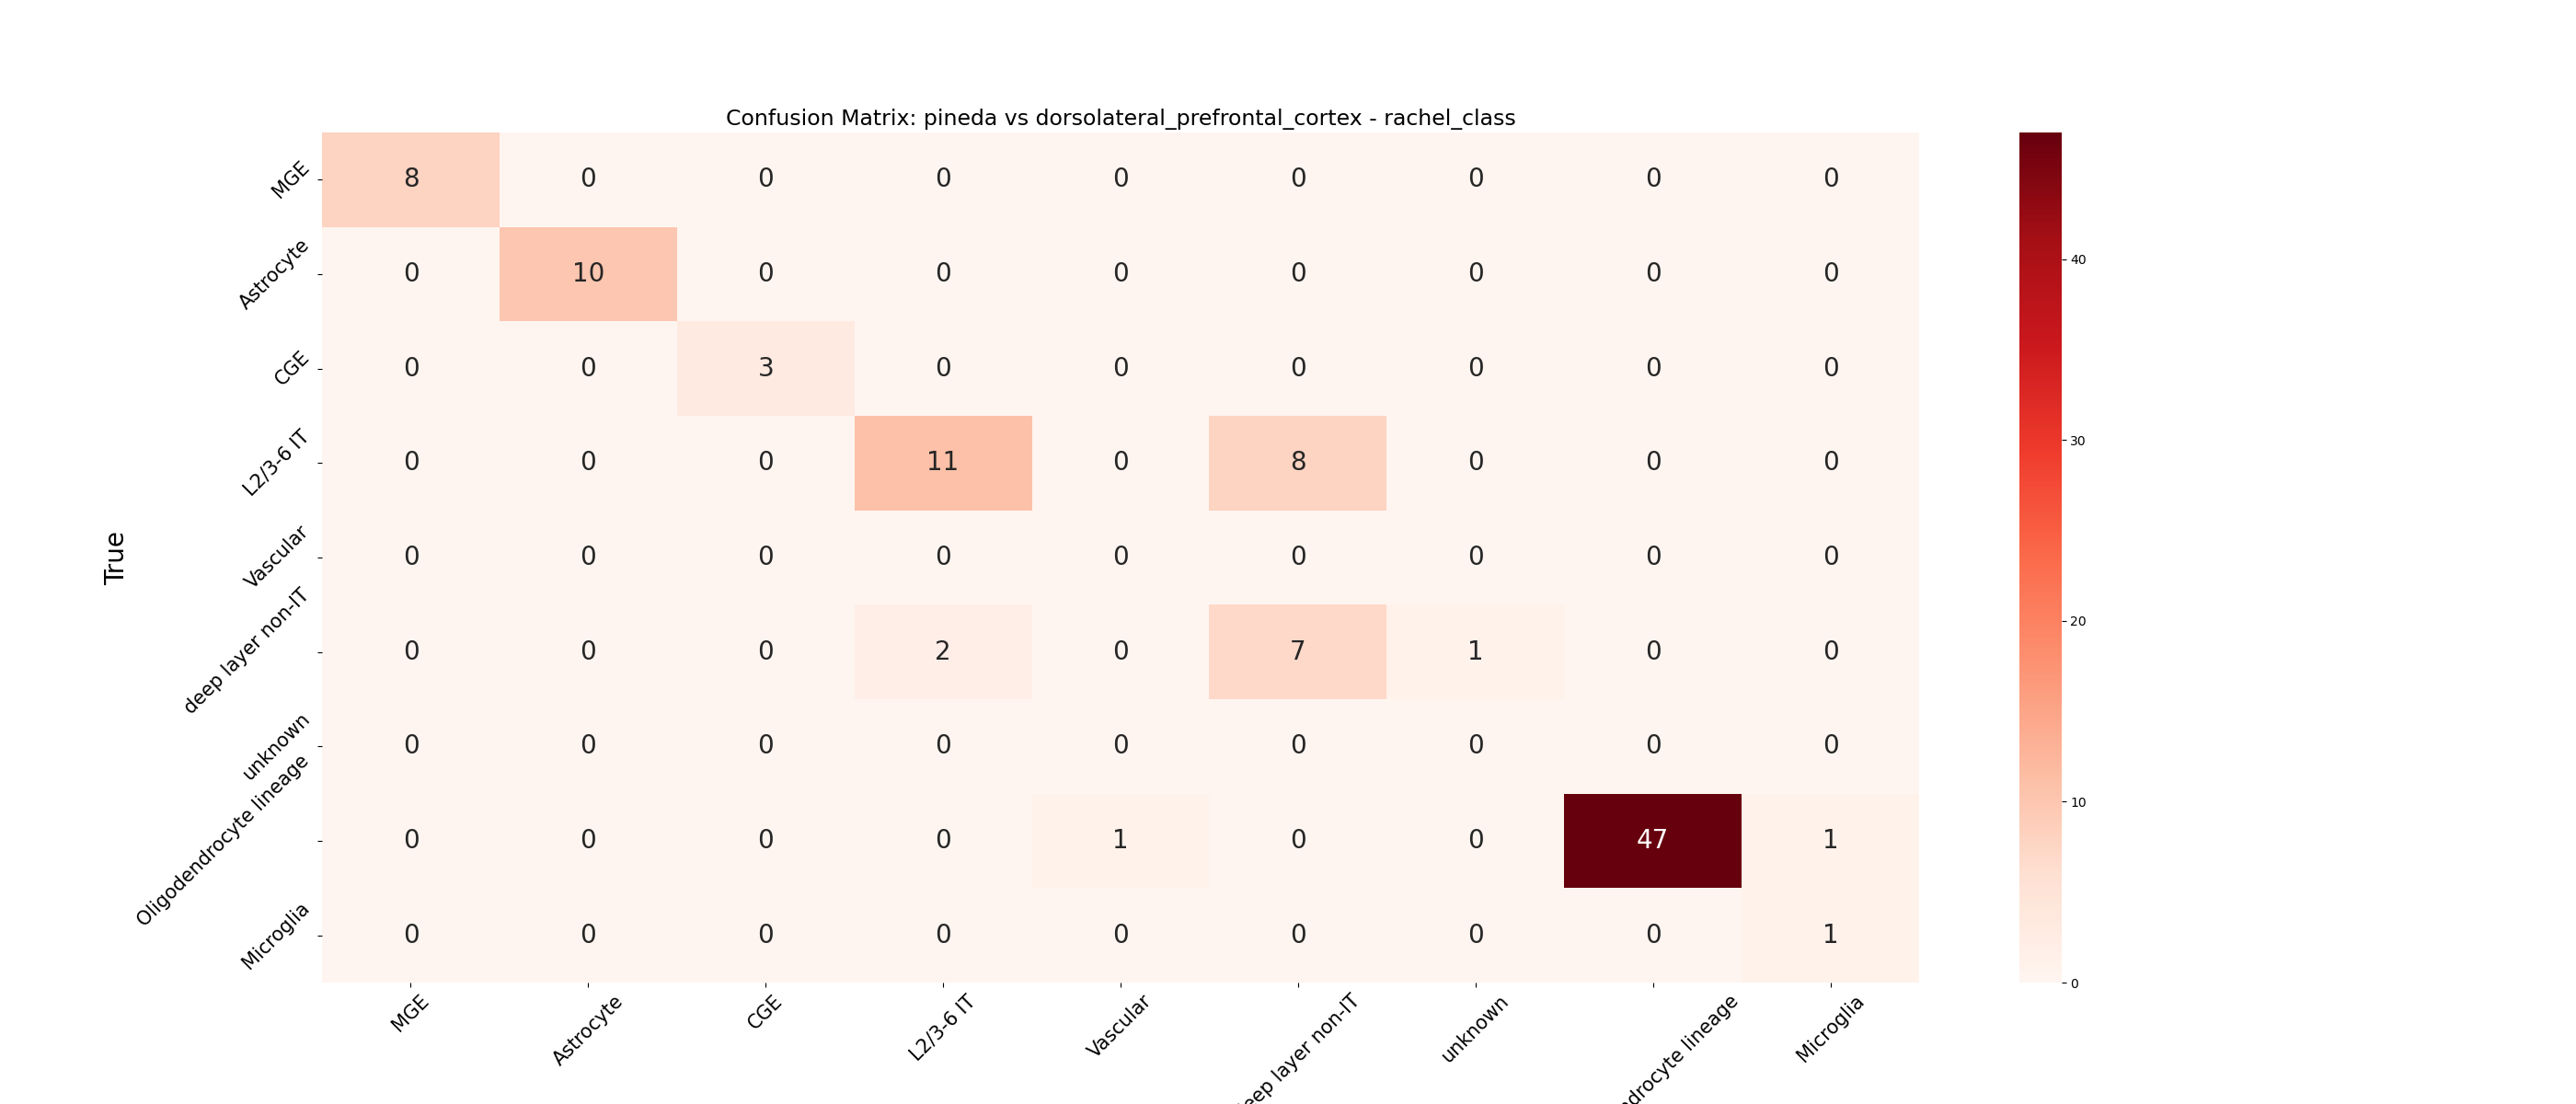 Confusion Matrix: pineda vs dorsolateral_prefrontal_cortex - rachel_class
True
MGE 8 0 0 0 0 0 0 0 0
Astrocyte 0 10 0 0 0 0 0 0 0
CGE 0 0 3 0 0 0 0 0 0
L2/3-6 IT 0 0 0 11 0 8 0 0 0
Vascular 0 0 0 0 0 0 0 0 0
deep layer non-IT 0 0 0 2 0 7 1 0 0
unknown 0 0 0 0 0 0 0 0 0
Oligodendrocyte lineage 0 0 0 0 1 0 0 47 1
Microglia 0 0 0 0 0 0 0 0 1
MGE Astrocyte CGE L2/3-6 IT Vascular eep layer non-IT unknown ndrocyte lineage Microglia
40
30
20
10
0